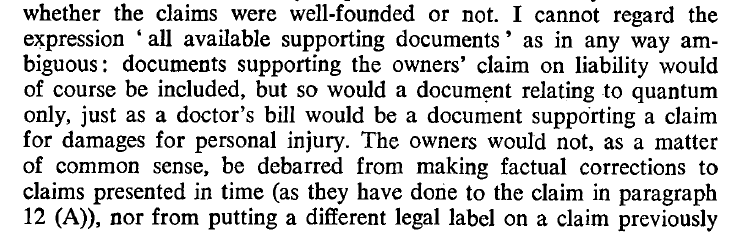 whether the claims were well-founded or not. I cannot regard the
expression ‘ all available supporting documents ’ as in any way am-
biguous: documents supporting the owners’ claim on liability would
of course be included, but so would a document relating to quantum
only, just as a doctor’s bill would be a document supporting a claim
for damages for personal injury. The owners would not, as a matter
of common sense, be debarred from making factual corrections to
claims presented in time (as they have done to the claim in paragraph
12 (A)), nor from putting a different legal label on a claim previously